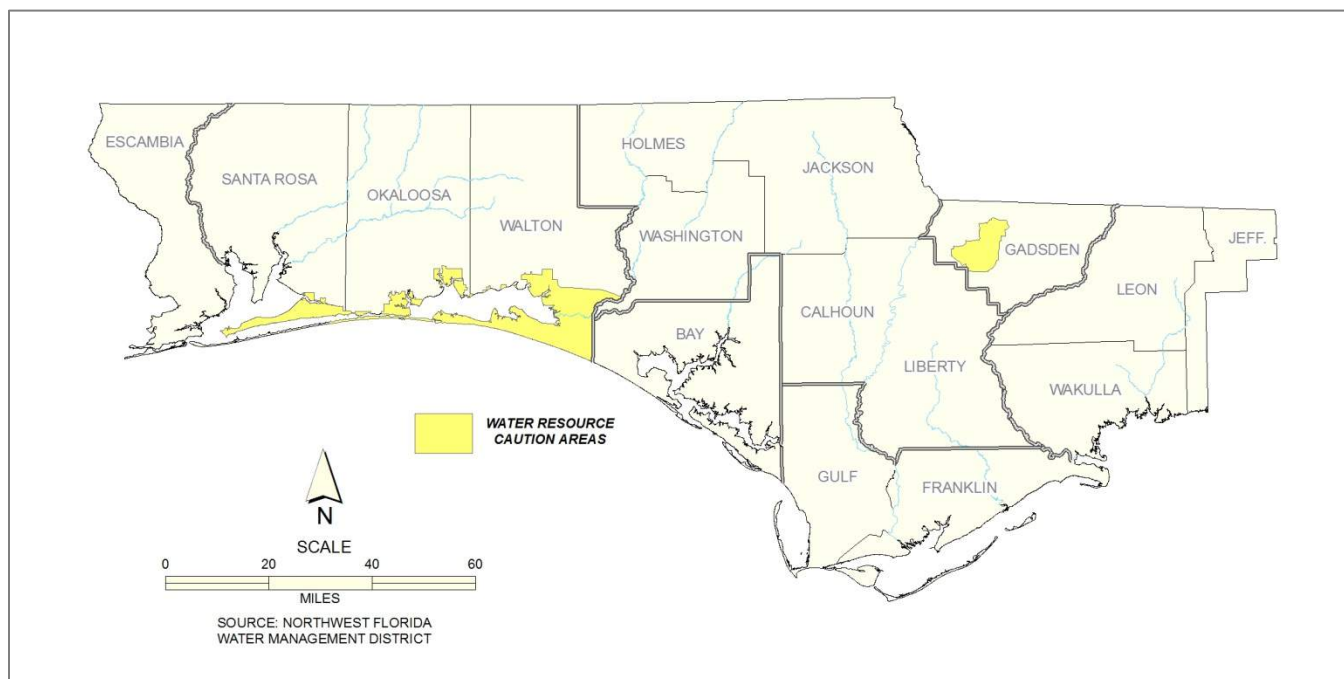 ESCAMBIA
SANTA ROSA
OKALOOSA
WALTON
HOLMES
WASHINGTON
JACKSON
BAY
CALHOUN
GULF
LIBERTY
FRANKLIN
GADSDEN
LEON
JEFF.
WAKULLA
WATER RESOURCE
CAUTION AREAS
N
SCALE
0 20 40 60
MILES
SOURCE: NORTHWEST FLORIDA
WATER MANAGEMENT DISTRICT